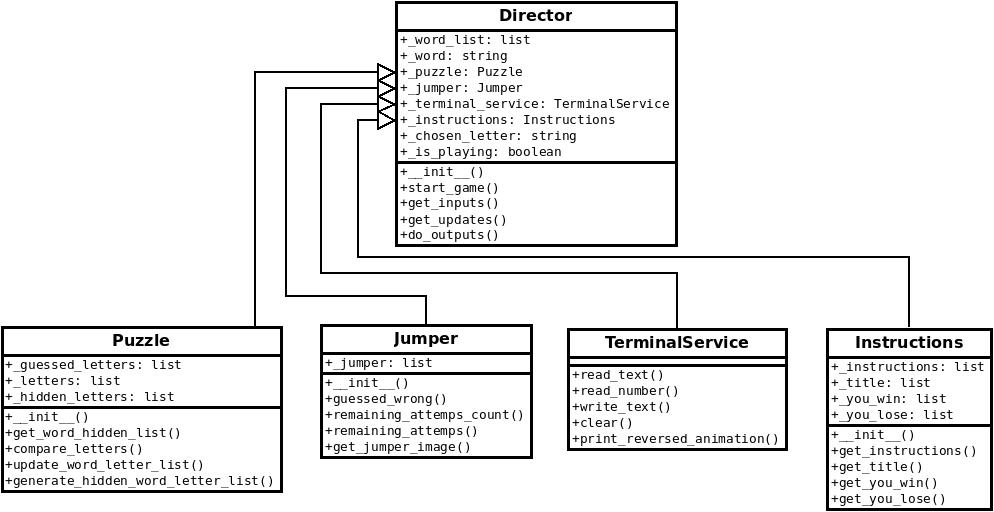 Director
+_word_list: list
+_word: string
+_puzzle: Puzzle
+_jumper: Jumper
+_terminal_service: TerminalService
+_instructions: Instructions
+_chosen_letter: string
+_is_playing: boolean
+__init__()
+start_game()
+get_inputs()
+get_updates()
+do_outputs()
Puzzle
+_guessed_letters: list
+_letters: list
+_hidden_letters: list
+__init__()
+get_word_hidden_list()
+compare_letters()
+update_word_letter_list()
+generate_hidden_word_letter_list()
Jumper
+_jumper: list
+__init__()
+guessed_wrong()
+remaining_attemps_count()
+remaining_attemps()
+get_jumper_image()
TerminalService
+read_text()
+read_number()
+write_text()
+clear()
+print_reversed_animation()
Instructions
+_instructions: list
+_title: list
+_you_win: list
+_you_lose: list
+__init__()
+get_instructions()
+get_title()
+get_you_win()
+get_you_lose()